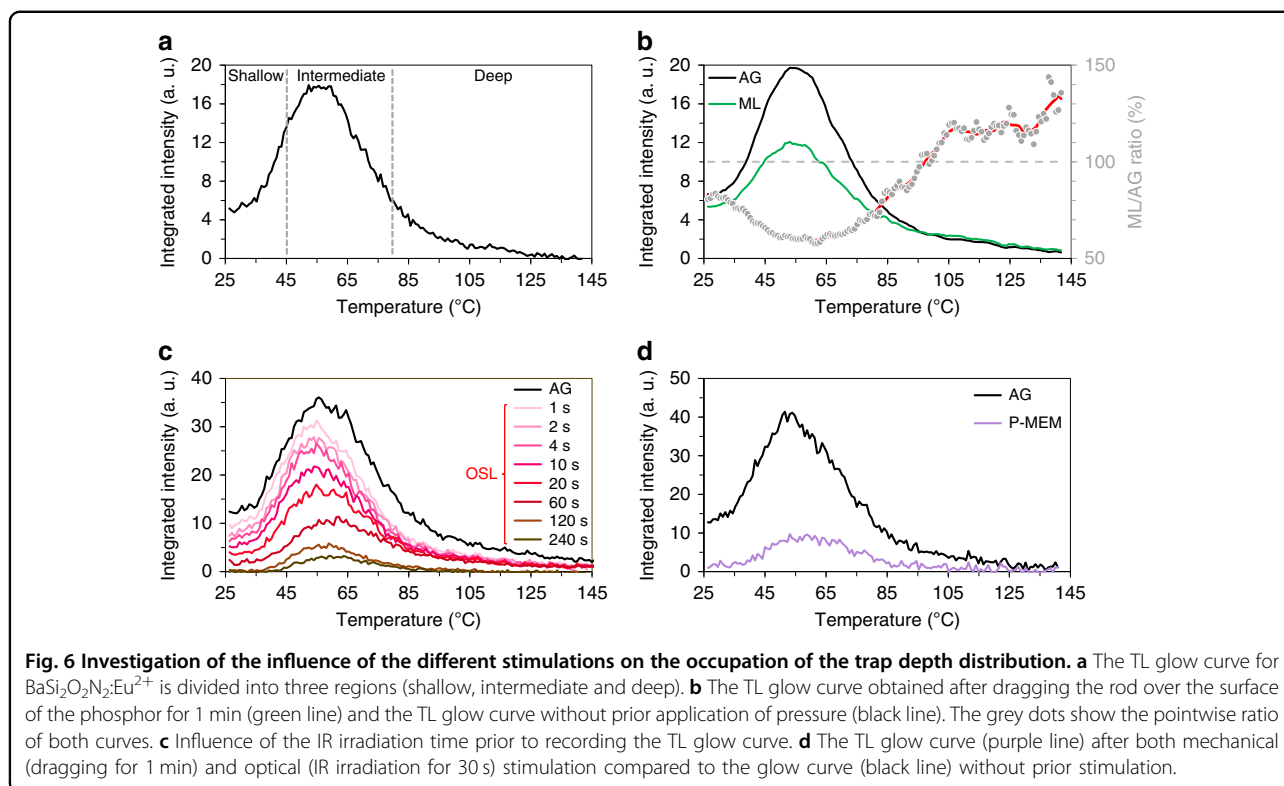 a
Integrated intensity (a. u.)
20
16
12
8
4
0
Shallow Intermediate Deep
25 45 65 85 105 125 145
Temperature (°C)
b
Integrated intensity (a. u.)
20
16
12
8
4
0
AG
ML
150
100
50
ML/AG ratio (%)
25 45 65 85 105 125 145
Temperature (°C)
c
Integrated intensity (a. u.)
40
30
20
10
0
OSL
AG
1 s
2 s
4 s
10 s
20 s
60 s
120 s
240 s
25 45 65 85 105 125 145
Temperature (°C)
d
Integrated intensity (a. u.)
50
40
30
20
10
0
AG
P-MEM
25 45 65 85 105 125 145
Temperature (°C)
Fig. 6 Investigation of the influence of the different stimulations on the occupation of the trap depth distribution. a The TL glow curve for
BaSi₂O₂N₂:Eu²⁺ is divided into three regions (shallow, intermediate and deep). b The TL glow curve obtained after dragging the rod over the surface
of the phosphor for 1 min (green line) and the TL glow curve without prior application of pressure (black line). The grey dots show the pointwise ratio
of both curves. c Influence of the IR irradiation time prior to recording the TL glow curve. d The TL glow curve (purple line) after both mechanical
(dragging for 1 min) and optical (IR irradiation for 30 s) stimulation compared to the glow curve (black line) without prior stimulation.